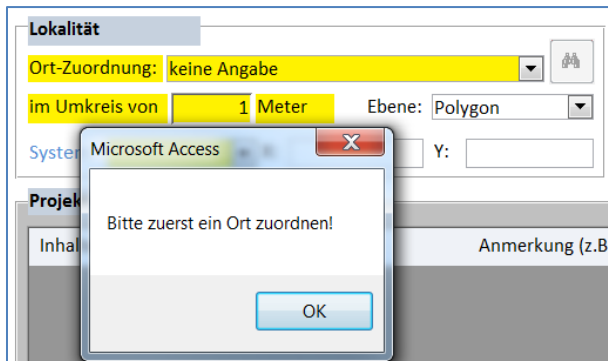 Lokalität
Ort-Zuordnung: keine Angabe
im Umkreis von 1 Meter Ebene: Polygon
System Y:
Microsoft Access
Bitte zuerst ein Ort zuordnen!
OK
Projek
Inhal Anmerkung (z.B